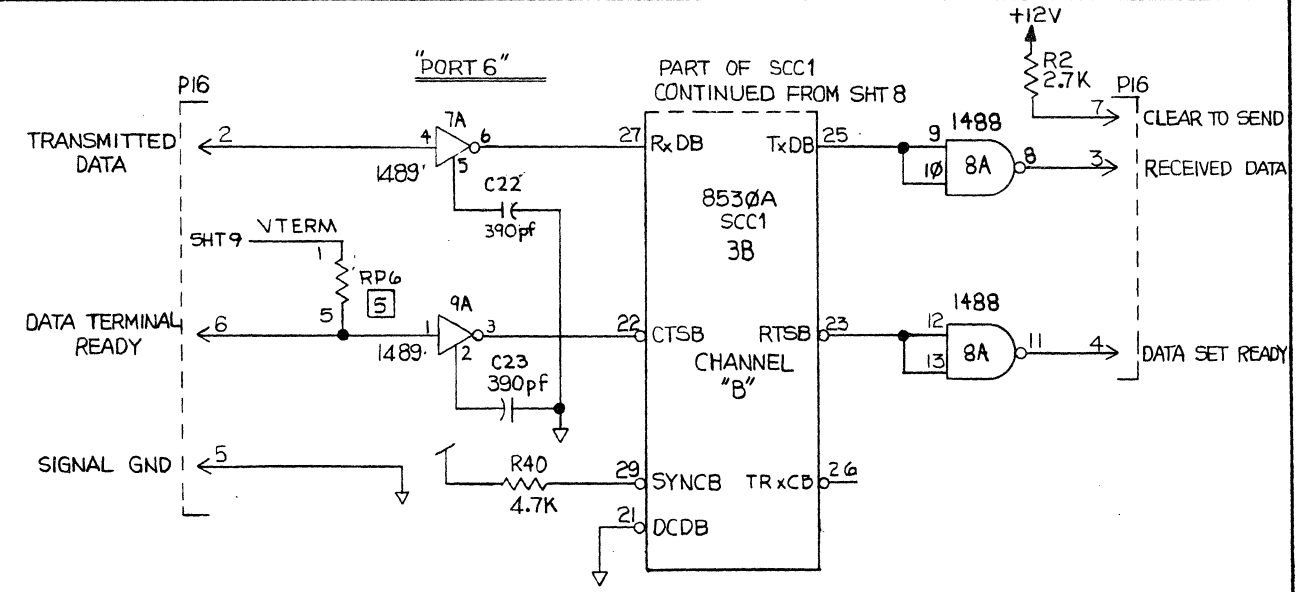 +12V
"PORT 6"
PART OF SCC1
CONTINUED FROM SHT 8
R2
2.7K
P16
P16
7
CLEAR TO SEND
7A
TRANSMITTED
DATA
2
4
6
5
1489
27
RxDB
TxDB
25
9
10
1488
8A
8
3
RECEIVED DATA
C22
390pf
853ØA
SCC1
3B
SHT 9
VTERM
1
RP6
5
5
DATA TERMINAL
READY
6
9A
1
3
2
1489
22
CTSB
RTSB
23
12
13
1488
8A
11
4
DATA SET READY
C23
390pf
CHANNEL
"B"
SIGNAL GND
5
R40
4.7K
29
SYNCB
TRxCB
26
21
DCDB